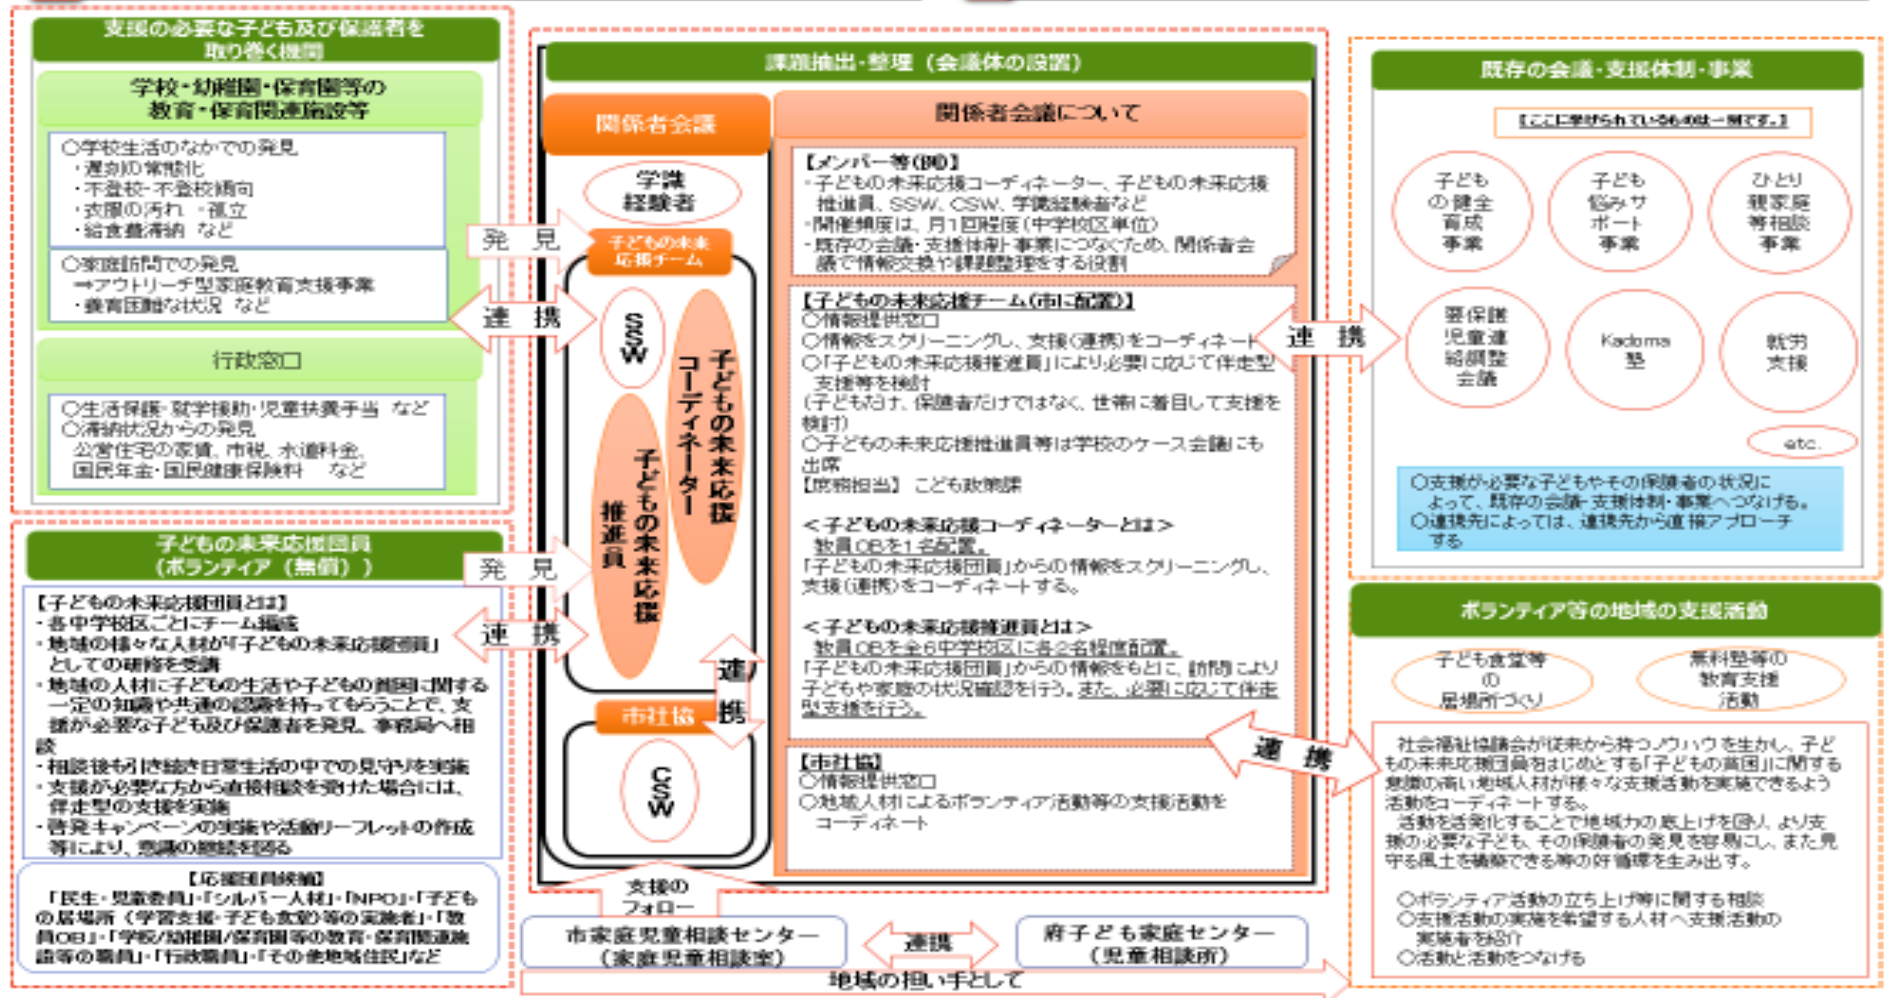 支援の必要な子ども及び保護者を
取り巻く機関
学校・幼稚園・保育園等の
教育・保育関連施設等
○学校生活のなかでの発見
・遅刻の常態化
・不登校・不登校傾向
・衣服の汚れ ・孤立
・給食費滞納 など
○家庭訪問での発見
⇒アウトリーチ型家庭教育支援事業
・養育困難な状況 など
行政窓口
○生活保護・就学援助・児童扶養手当 など
○滞納状況からの発見
公営住宅の家賃、市税、水道料金、
国民年金・国民健康保険料 など
子どもの未来応援団員
（ボランティア（無償））
【子どもの未来応援団員とは】
・各中学校区ごとにチーム編成
・地域の様々な人材が「子どもの未来応援団員」
としての研修を受講
・地域の人材に子どもの生活や子どもの貧困に関する
一定の知識や共通の認識を持ってもらうことで、支
援が必要な子ども及び保護者を発見。事務局へ相
談
・相談後も引き続き日常生活の中での見守りを実施
・支援が必要な方から直接相談を受けた場合には、
伴走型の支援を実施
・啓発キャンペーンの実施や活動リーフレットの作成
等により、意識の継続を図る
【応援団員候補】
「民生・児童委員」・「シルバー人材」・「NPO」・「子ども
の居場所（学習支援・子ども食堂）等の実施者」・「教
員OB」・「学校/幼稚園/保育園等の教育・保育関連施
設等の職員」・「行政職員」・「その他地域住民」など
発 見
連 携
発 見
連 携
課題抽出・整理（会議体の設置）
関係者会議
学識
経験者
子どもの未来
応援チーム
SSW
子どもの未来応援
コーディネーター
子どもの未来応援
推進員
連携
市社協
CSW
関係者会議について
【メンバー等(例)】
・子どもの未来応援コーディネーター、子どもの未来応援
推進員、SSW、CSW、学識経験者など
・開催頻度は、月１回程度（中学校区単位）
・既存の会議・支援体制・事業につなぐため、関係者会
議で情報交換や課題整理をする役割
【子どもの未来応援チーム(市に配置)】
○情報提供窓口
○情報をスクリーニングし、支援(連携)をコーディネート
○「子どもの未来応援推進員」により必要に応じて伴走型
支援等を検討
(子どもだけ、保護者だけではなく、世帯に着目して支援を
検討)
○子どもの未来応援推進員等は学校のケース会議にも
出席
【庶務担当】 こども政策課
＜子どもの未来応援コーディネーターとは＞
教員OBを１名配置。
「子どもの未来応援団員」からの情報をスクリーニングし、
支援(連携)をコーディネートする。
＜子どもの未来応援推進員とは＞
教員OBを全６中学校区に各２名程度配置。
「子どもの未来応援団員」からの情報をもとに、訪問により
子どもや家庭の状況確認を行う。また、必要に応じて伴走
型支援を行う。
【市社協】
○情報提供窓口
○地域人材によるボランティア活動等の支援活動を
コーディネート
支援の
フォロー
市家庭児童相談センター
（家庭児童相談室）
連携
府子ども家庭センター
（児童相談所）
地域の担い手として
連 携
連 携
既存の会議・支援体制・事業
【ここに挙げられているものは一例です。】
子ども
の健全
育成
事業
子ども
悩みサ
ポート
事業
ひとり
親家庭
等相談
事業
要保護
児童連
絡調整
会議
Kadoma
塾
就労
支援
etc.
○支援が必要な子どもやその保護者の状況に
よって、既存の会議・支援体制・事業へつなげる。
○連携先によっては、連携先から直接アプローチ
する
ボランティア等の地域の支援活動
子ども食堂等
の
居場所づくり
無料塾等の
教育支援
活動
社会福祉協議会が従来から持つノウハウを生かし、子ど
もの未来応援団員をはじめとする「子どもの貧困」に関する
意識の高い地域人材が様々な支援活動を実施できるよう
活動をコーディネートする。
活動を活発化することで地域力の底上げを図り、より支
援の必要な子ども、その保護者の発見を容易にし、また見
守る風土を構築できる等の好循環を生み出す。
○ボランティア活動の立ち上げ等に関する相談
○支援活動の実施を希望する人材へ支援活動の
実施者を紹介
○活動と活動をつなげる